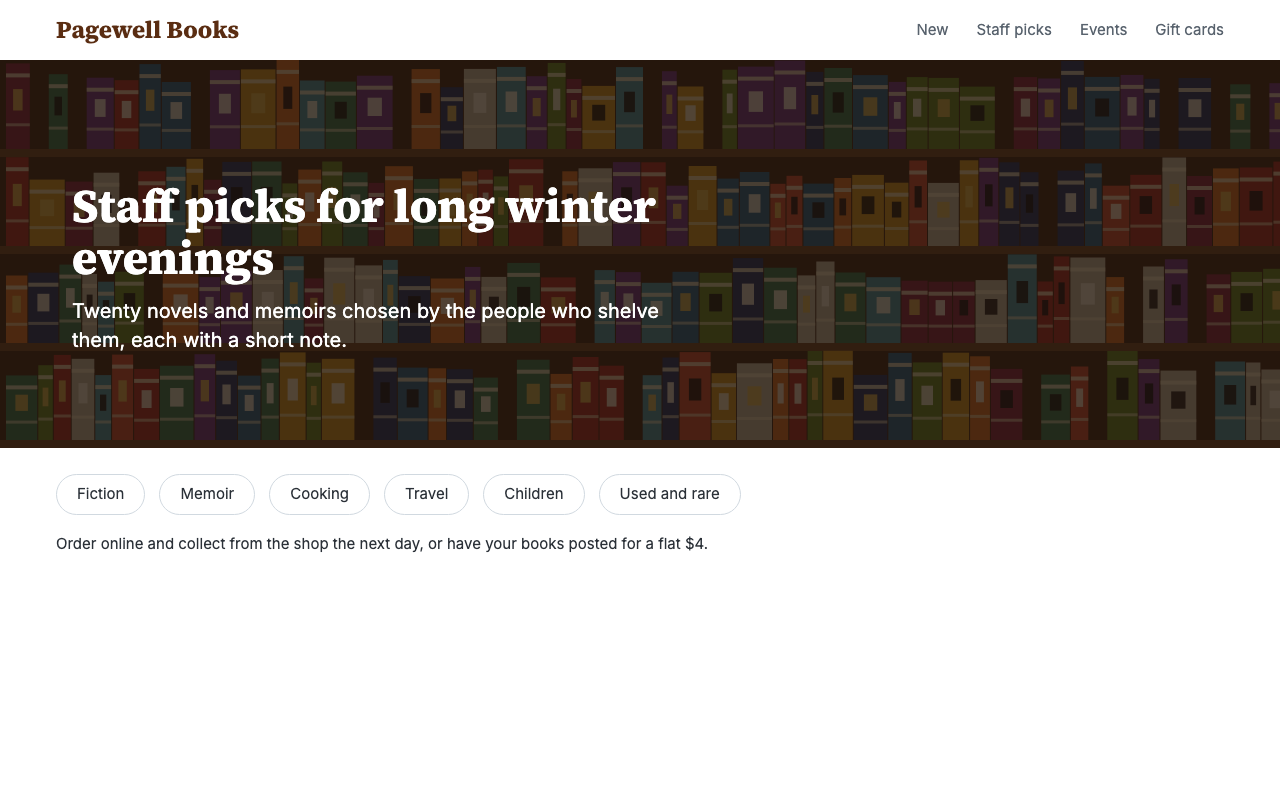 Pagewell Books
New
Staff picks
Events
Gift cards
Staff picks for long winter
evenings
Twenty novels and memoirs chosen by the people who shelve
them, each with a short note.
Fiction
Memoir
Cooking
Travel
Children
Used and rare
Order online and collect from the shop the next day, or have your books posted for a flat $4.